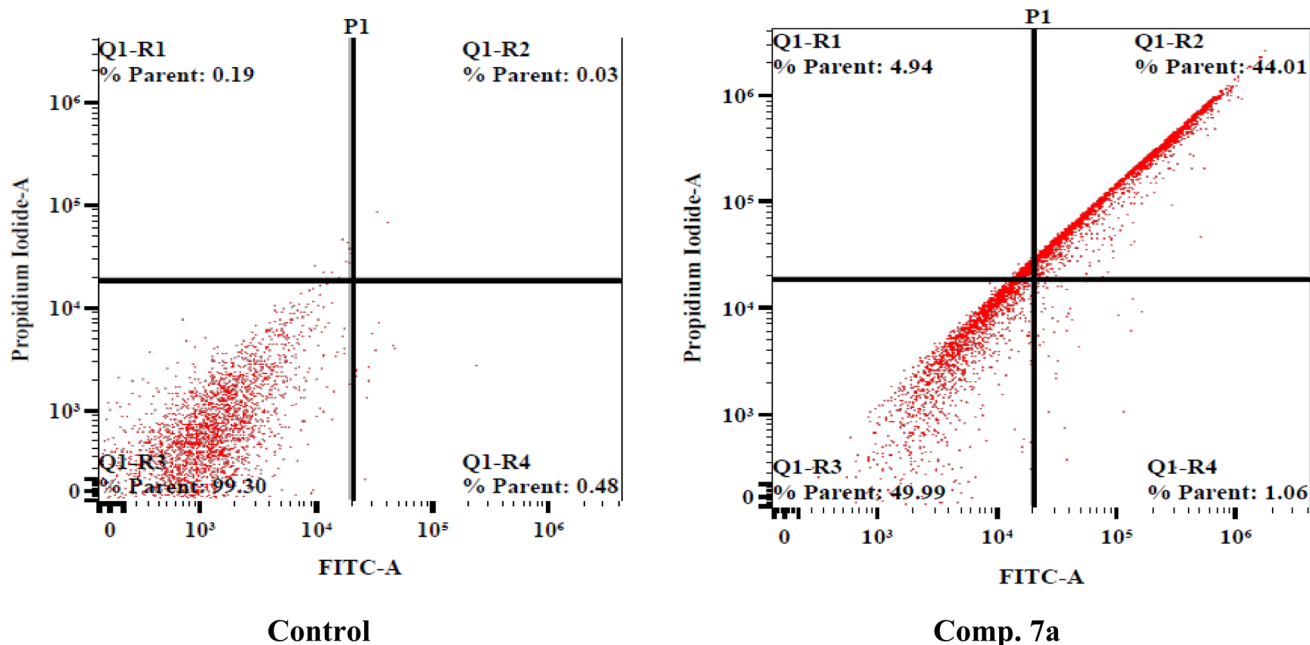 P1
Q1-R1
% Parent: 0.19
Q1-R2
% Parent: 0.03
10⁶
10⁵
10⁴
10³
0
Propidium Iodide-A
Q1-R3
% Parent: 99.30
Q1-R4
% Parent: 0.48
0
10³
10⁴
10⁵
10⁶
FITC-A
Control
P1
Q1-R1
% Parent: 4.94
Q1-R2
% Parent: 44.01
10⁶
10⁵
10⁴
10³
0
Propidium Iodide-A
Q1-R3
% Parent: 49.99
Q1-R4
% Parent: 1.06
0
10³
10⁴
10⁵
10⁶
FITC-A
Comp. 7a